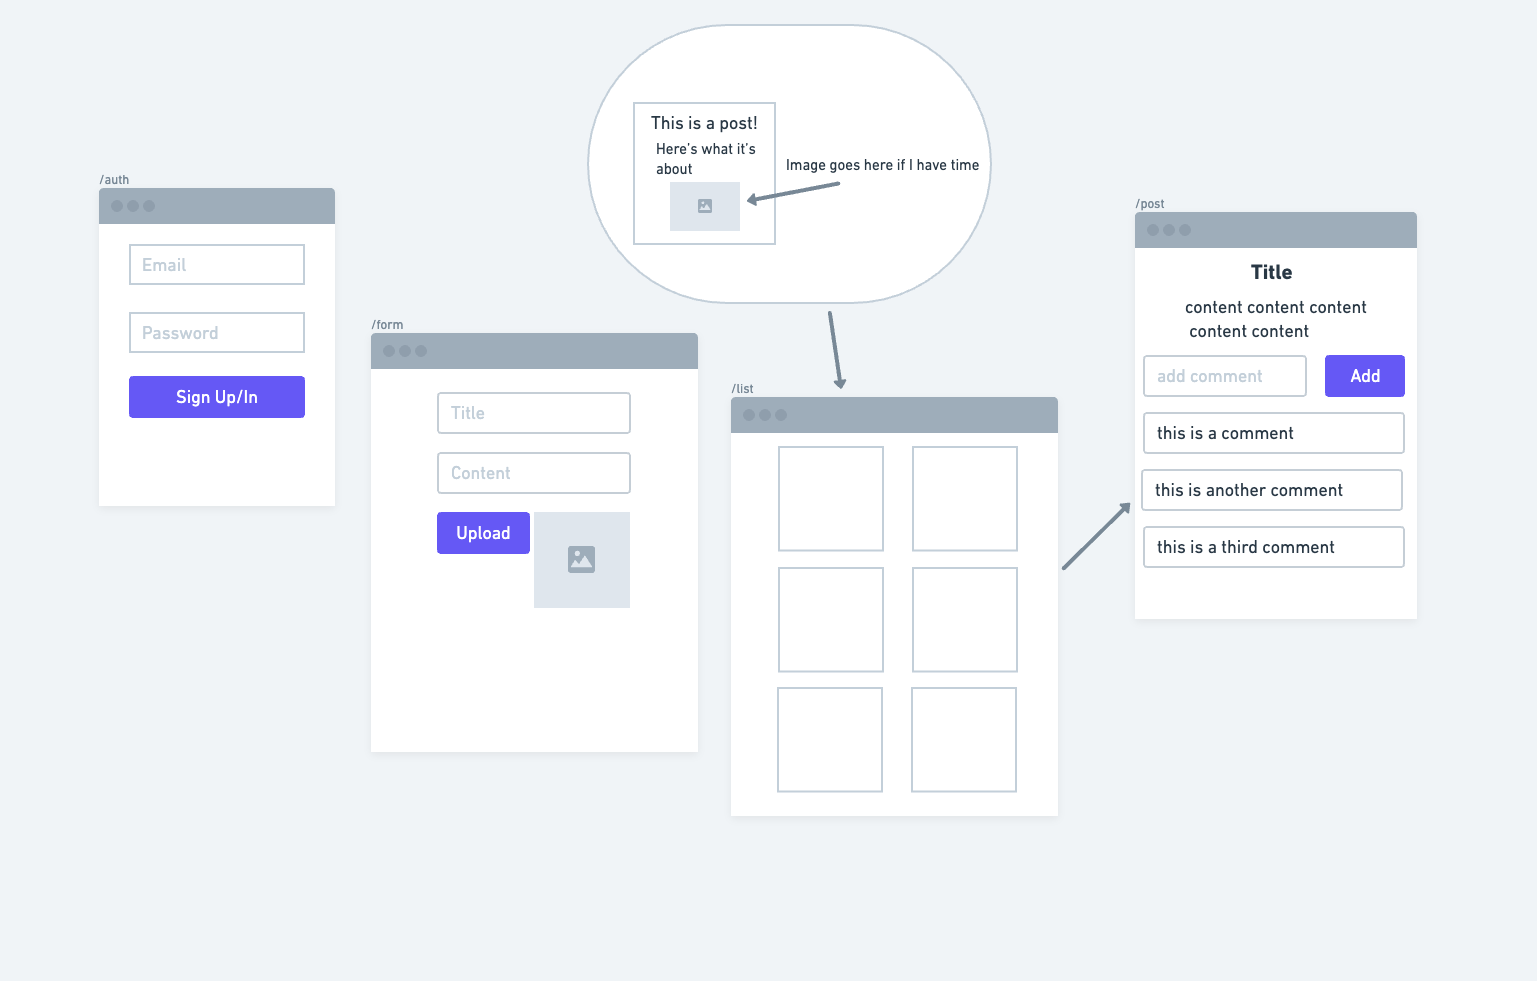 /auth
Email
Password
Sign Up/In
/form
Title
Content
Upload
This is a post!
Here's what it's
about
Image goes here if I have time
/list
/post
Title
content content content
content content
add comment
Add
this is a comment
this is another comment
this is a third comment